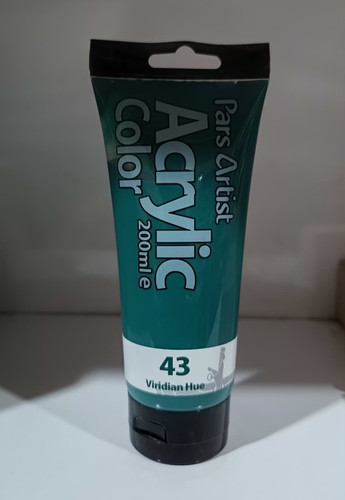 Pars Artist
Acrylic
Color 200ml e
43
Viridian Hue